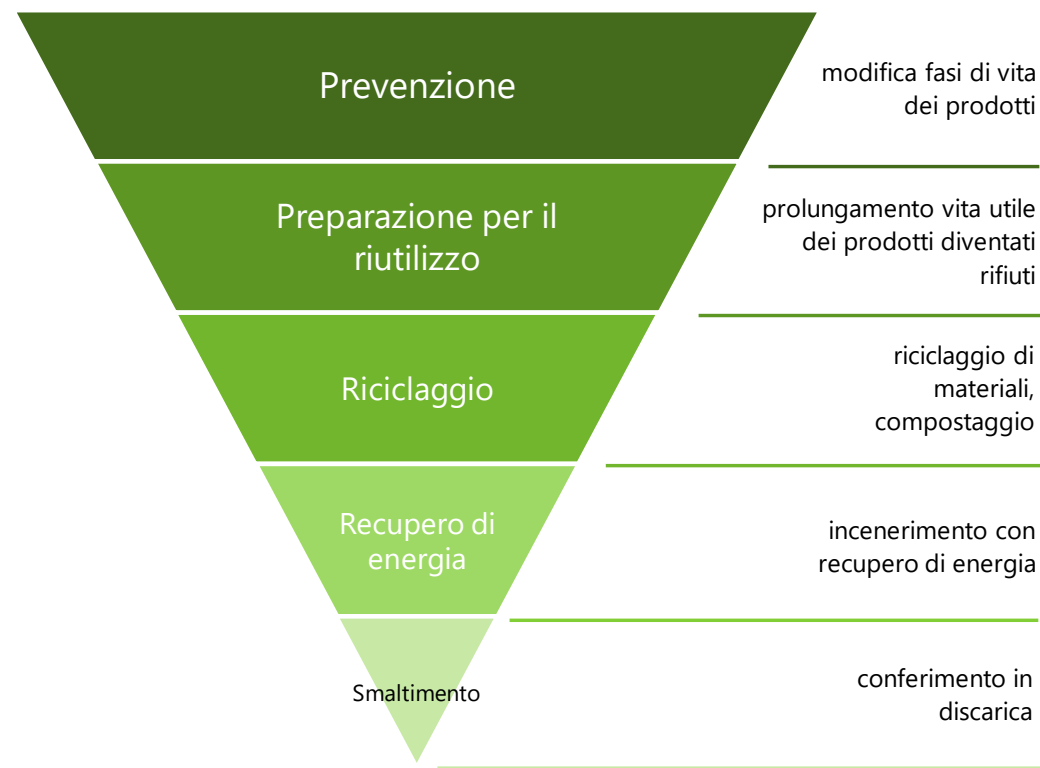 Prevenzione
modifica fasi di vita
dei prodotti
Preparazione per il
riutilizzo
prolungamento vita utile
dei prodotti diventati
rifiuti
Riciclaggio
riciclaggio di
materiali,
compostaggio
Recupero di
energia
incenerimento con
recupero di energia
Smaltimento
conferimento in
discarica